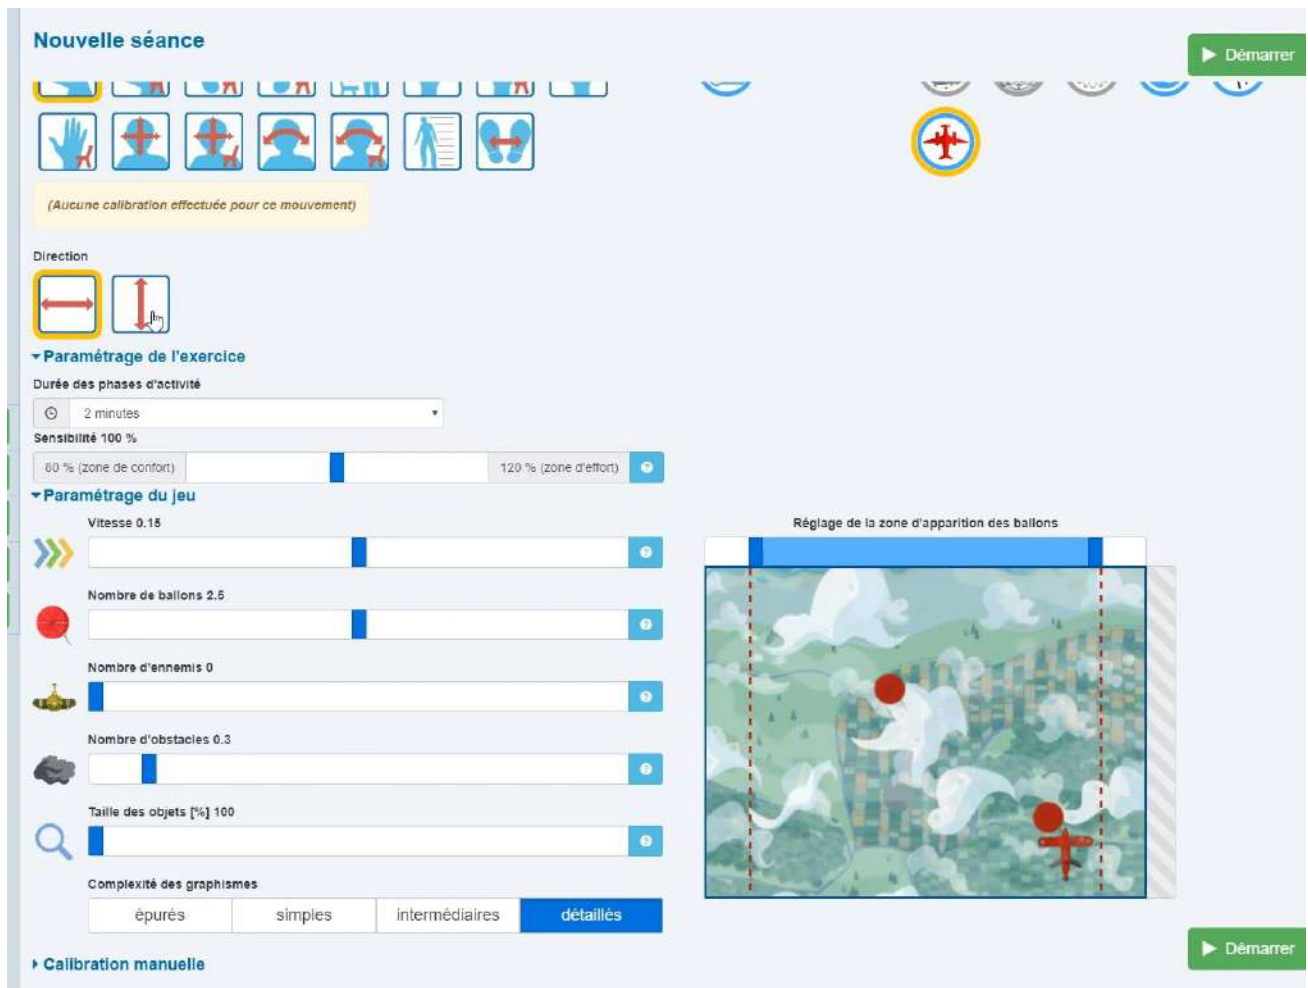 Nouvelle séance
Démarrer
(Aucune calibration effectuée pour ce mouvement)
Direction
Paramétrage de l'exercice
Durée des phases d'activité
2 minutes
Sensibilité 100 %
80 % (zone de confort)
120 % (zone d'effort)
Paramétrage du jeu
Vitesse 0.15
Réglage de la zone d'apparition des ballons
Nombre de ballons 2.5
Nombre d'ennemis 0
Nombre d'obstacles 0.3
Taille des objets [%] 100
Complexité des graphismes
épurés simples intermédiaires détaillés
Démarrer
Calibration manuelle